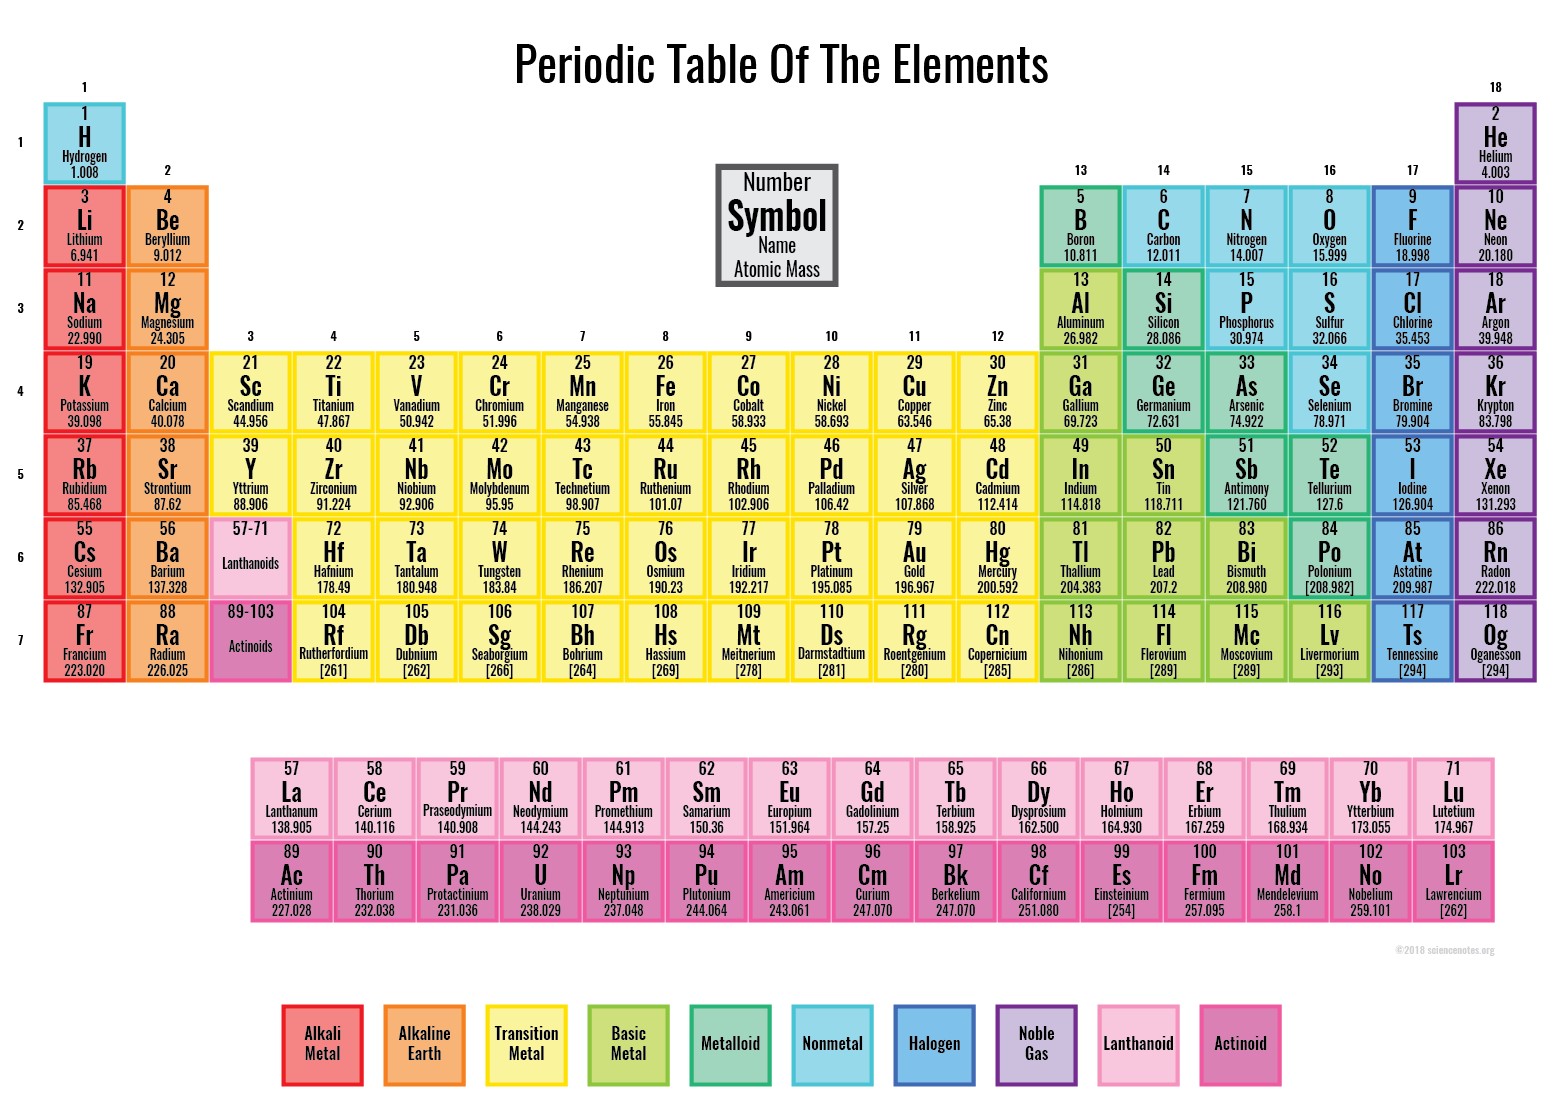 Periodic Table Of The Elements
1
18
1
1
H
Hydrogen
1.008
2
He
Helium
4.003
2
13
14
15
16
17
Number
Symbol
Name
Atomic Mass
2
3
Li
Lithium
6.941
4
Be
Beryllium
9.012
5
B
Boron
10.811
6
C
Carbon
12.011
7
N
Nitrogen
14.007
8
O
Oxygen
15.999
9
F
Fluorine
18.998
10
Ne
Neon
20.180
3
11
Na
Sodium
22.990
12
Mg
Magnesium
24.305
13
Al
Aluminum
26.982
14
Si
Silicon
28.086
15
P
Phosphorus
30.974
16
S
Sulfur
32.066
17
Cl
Chlorine
35.453
18
Ar
Argon
39.948
3
4
5
6
7
8
9
10
11
12
4
19
K
Potassium
39.098
20
Ca
Calcium
40.078
21
Sc
Scandium
44.956
22
Ti
Titanium
47.867
23
V
Vanadium
50.942
24
Cr
Chromium
51.996
25
Mn
Manganese
54.938
26
Fe
Iron
55.845
27
Co
Cobalt
58.933
28
Ni
Nickel
58.693
29
Cu
Copper
63.546
30
Zn
Zinc
65.38
31
Ga
Gallium
69.723
32
Ge
Germanium
72.631
33
As
Arsenic
74.922
34
Se
Selenium
78.971
35
Br
Bromine
79.904
36
Kr
Krypton
83.798
5
37
Rb
Rubidium
85.468
38
Sr
Strontium
87.62
39
Y
Yttrium
88.906
40
Zr
Zirconium
91.224
41
Nb
Niobium
92.906
42
Mo
Molybdenum
95.95
43
Tc
Technetium
98.907
44
Ru
Ruthenium
101.07
45
Rh
Rhodium
102.906
46
Pd
Palladium
106.42
47
Ag
Silver
107.868
48
Cd
Cadmium
112.414
49
In
Indium
114.818
50
Sn
Tin
118.711
51
Sb
Antimony
121.760
52
Te
Tellurium
127.6
53
I
Iodine
126.904
54
Xe
Xenon
131.293
6
55
Cs
Cesium
132.905
56
Ba
Barium
137.328
57-71
Lanthanoids
72
Hf
Hafnium
178.49
73
Ta
Tantalum
180.948
74
W
Tungsten
183.84
75
Re
Rhenium
186.207
76
Os
Osmium
190.23
77
Ir
Iridium
192.217
78
Pt
Platinum
195.085
79
Au
Gold
196.967
80
Hg
Mercury
200.592
81
Tl
Thallium
204.383
82
Pb
Lead
207.2
83
Bi
Bismuth
208.980
84
Po
Polonium
[208.982]
85
At
Astatine
209.987
86
Rn
Radon
222.018
7
87
Fr
Francium
223.020
88
Ra
Radium
226.025
89-103
Actinoids
104
Rf
Rutherfordium
[261]
105
Db
Dubnium
[262]
106
Sg
Seaborgium
[266]
107
Bh
Bohrium
[264]
108
Hs
Hassium
[269]
109
Mt
Meitnerium
[278]
110
Ds
Darmstadtium
[281]
111
Rg
Roentgenium
[280]
112
Cn
Copernicium
[285]
113
Nh
Nihonium
[286]
114
Fl
Flerovium
[289]
115
Mc
Moscovium
[289]
116
Lv
Livermorium
[293]
117
Ts
Tennessine
[294]
118
Og
Oganesson
[294]
57
La
Lanthanum
138.905
58
Ce
Cerium
140.116
59
Pr
Praseodymium
140.908
60
Nd
Neodymium
144.243
61
Pm
Promethium
144.913
62
Sm
Samarium
150.36
63
Eu
Europium
151.964
64
Gd
Gadolinium
157.25
65
Tb
Terbium
158.925
66
Dy
Dysprosium
162.500
67
Ho
Holmium
164.930
68
Er
Erbium
167.259
69
Tm
Thulium
168.934
70
Yb
Ytterbium
173.055
71
Lu
Lutetium
174.967
89
Ac
Actinium
227.028
90
Th
Thorium
232.038
91
Pa
Protactinium
231.036
92
U
Uranium
238.029
93
Np
Neptunium
237.048
94
Pu
Plutonium
244.064
95
Am
Americium
243.061
96
Cm
Curium
247.070
97
Bk
Berkelium
247.070
98
Cf
Californium
251.080
99
Es
Einsteinium
[254]
100
Fm
Fermium
257.095
101
Md
Mendelevium
258.1
102
No
Nobelium
259.101
103
Lr
Lawrencium
[262]
©2018 sciencenotes.org
Alkali
Metal
Alkaline
Earth
Transition
Metal
Basic
Metal
Metalloid
Nonmetal
Halogen
Noble
Gas
Lanthanoid
Actinoid